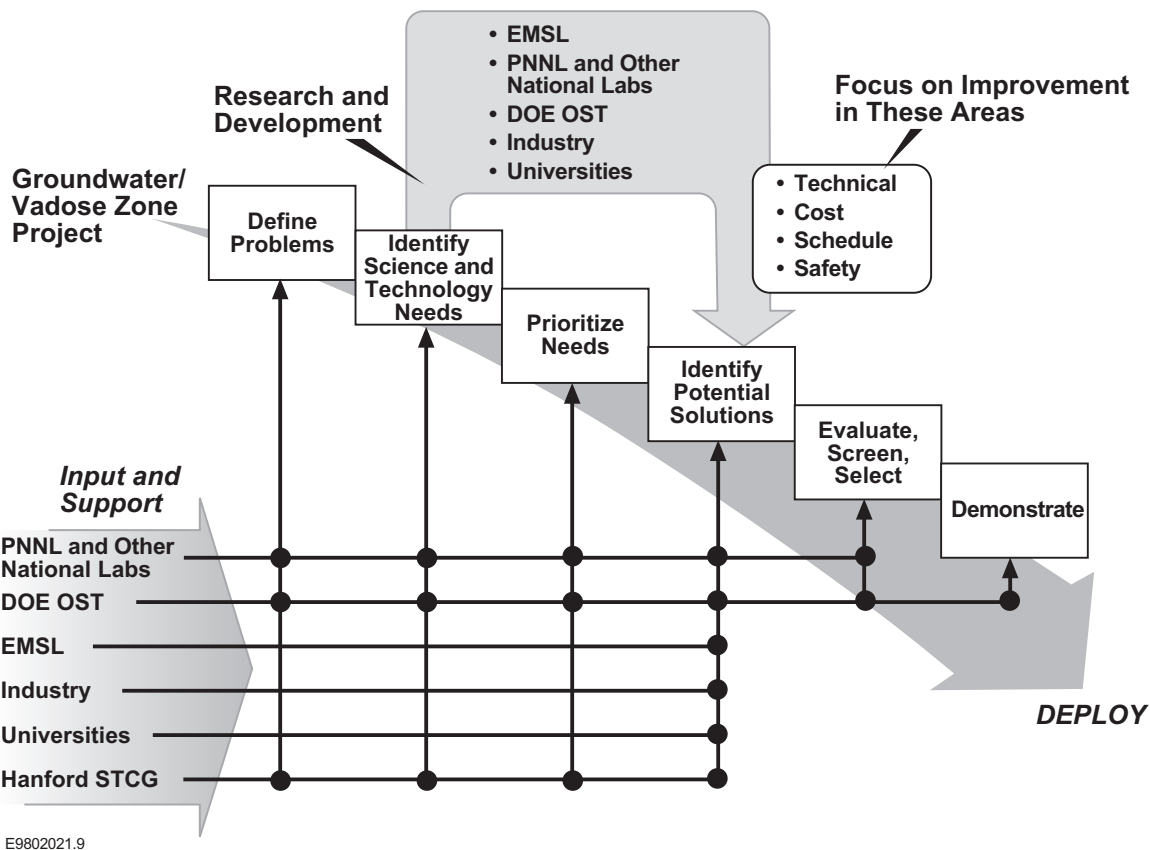 • EMSL
• PNNL and Other
National Labs
• DOE OST
• Industry
• Universities
Research and
Development
Focus on Improvement
in These Areas
• Technical
• Cost
• Schedule
• Safety
Groundwater/
Vadose Zone
Project
Define
Problems
Identify
Science and
Technology
Needs
Prioritize
Needs
Identify
Potential
Solutions
Evaluate,
Screen,
Select
Demonstrate
Input and
Support
PNNL and Other
National Labs
DOE OST
EMSL
Industry
Universities
Hanford STCG
DEPLOY
E9802021.9